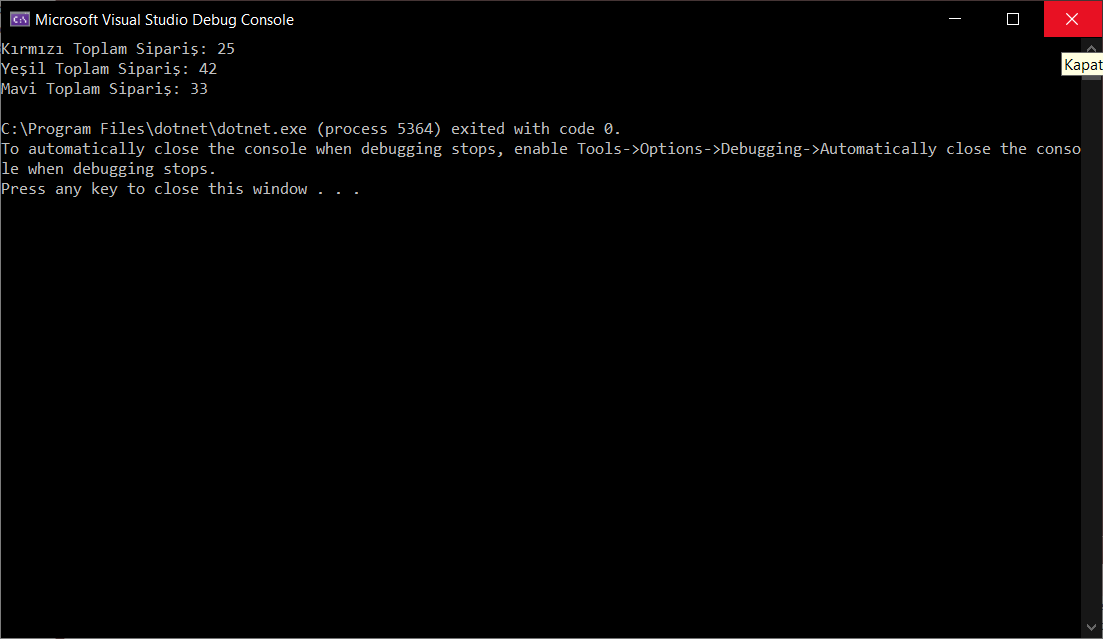 Microsoft Visual Studio Debug Console
Kapat
Kırmızı Toplam Sipariş: 25
Yeşil Toplam Sipariş: 42
Mavi Toplam Sipariş: 33
C:\Program Files\dotnet\dotnet.exe (process 5364) exited with code 0.
To automatically close the console when debugging stops, enable Tools->Options->Debugging->Automatically close the conso
le when debugging stops.
Press any key to close this window . . .